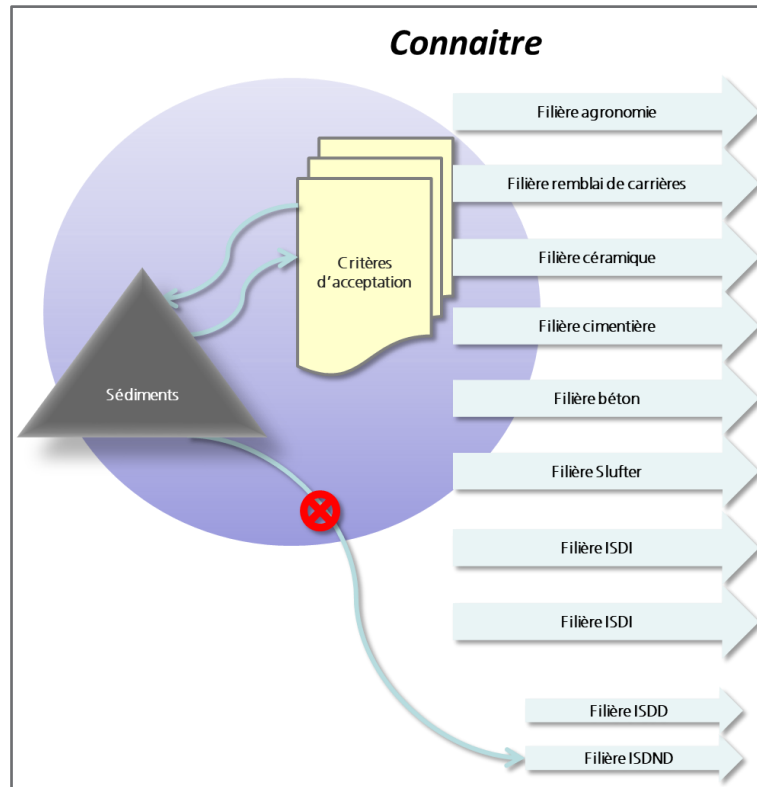 Connaitre
Filière agronomie
Filière remblai de carrières
Critères
d'acceptation
Filière céramique
Filière cimentière
Sédiments
Filière béton
Filière Slufter
Filière ISDI
Filière ISDI
Filière ISDD
Filière ISDND